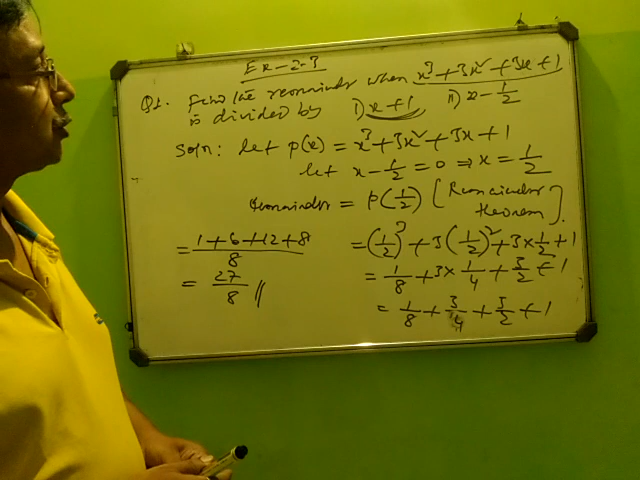 Ex-2.3
Q1. Find the remainder when x³+3x²+3x+1
is divided by i) x+1 ii) x-1/2
Soln: let p(x) = x³+3x²+3x+1
let x-1/2=0 ⇒ x=1/2
Remainder = p(1/2) [Remainder theorem].
=(1/2)³+3(1/2)²+3×1/2+1
=1/8+3×1/4+3/2+1
=1/8+3/4+3/2+1
=(1+6+12+8)/8
=27/8 //